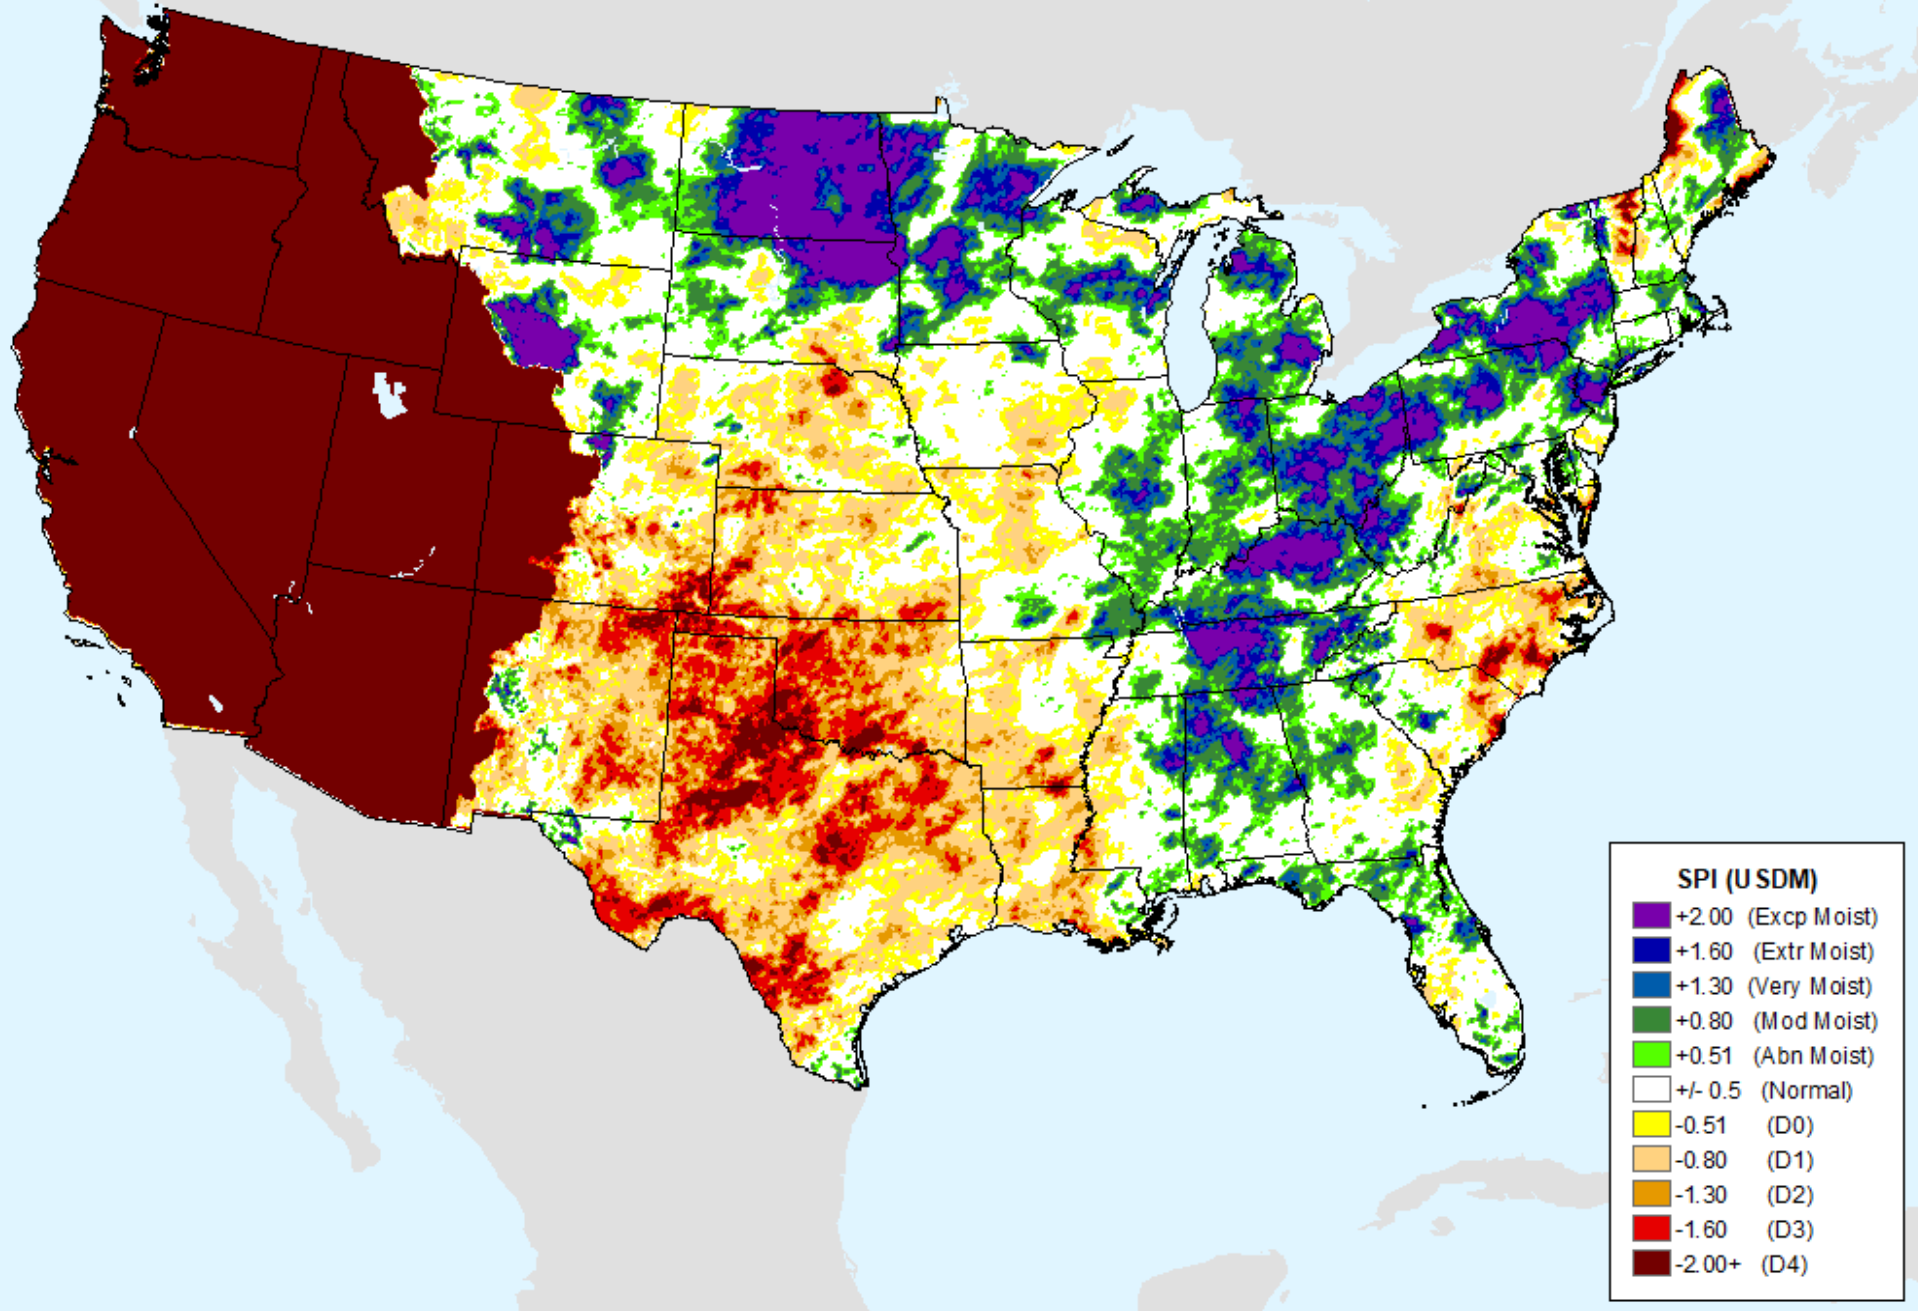 SPI (USDM)
+2.00 (Excp Moist)
+1.60 (Extr Moist)
+1.30 (Very Moist)
+0.80 (Mod Moist)
+0.51 (Abn Moist)
+/- 0.5 (Normal)
-0.51 (D0)
-0.80 (D1)
-1.30 (D2)
-1.60 (D3)
-2.00+ (D4)